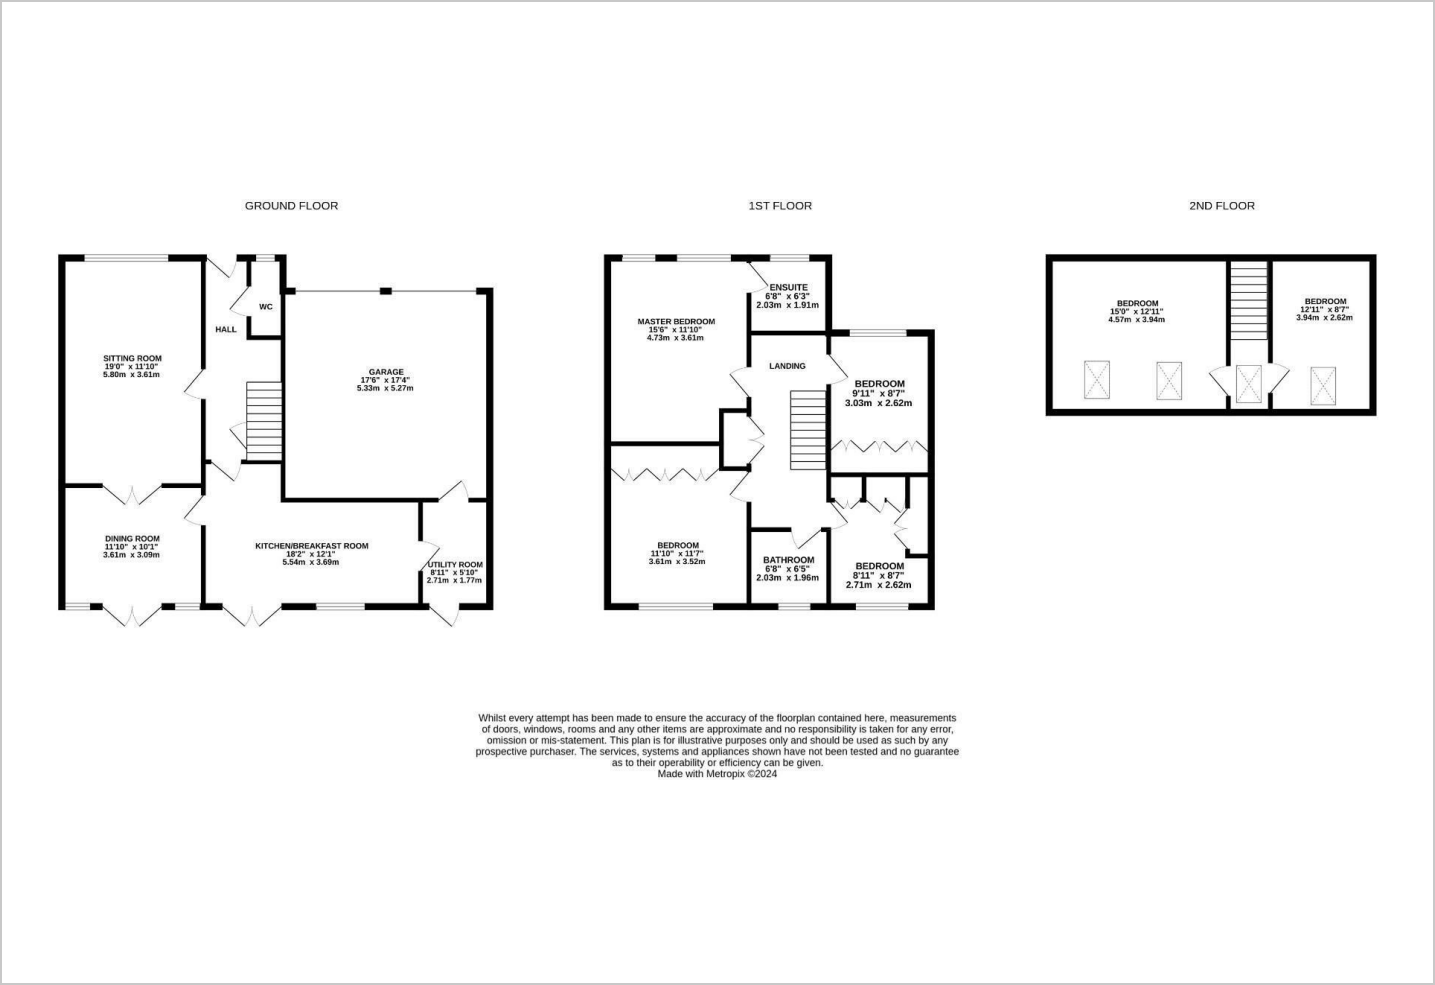 GROUND FLOOR
SITTING ROOM
19'0" x 11'10"
5.80m x 3.61m
HALL
WC
GARAGE
17'6" x 17'4"
5.33m x 5.27m
DINING ROOM
11'10" x 10'1"
3.61m x 3.09m
KITCHEN/BREAKFAST ROOM
18'2" x 12'1"
5.54m x 3.69m
UTILITY ROOM
8'11" x 5'10"
2.71m x 1.77m
1ST FLOOR
MASTER BEDROOM
15'6" x 11'10"
4.73m x 3.61m
ENSUITE
6'8" x 6'3"
2.03m x 1.91m
LANDING
BEDROOM
9'11" x 8'7"
3.03m x 2.62m
BEDROOM
11'10" x 11'7"
3.61m x 3.52m
BATHROOM
6'8" x 6'5"
2.03m x 1.96m
BEDROOM
8'11" x 8'7"
2.71m x 2.62m
2ND FLOOR
BEDROOM
15'0" x 12'11"
4.57m x 3.94m
BEDROOM
12'11" x 8'7"
3.94m x 2.62m
Whilst every attempt has been made to ensure the accuracy of the floorplan contained here, measurements
of doors, windows, rooms and any other items are approximate and no responsibility is taken for any error,
omission or mis-statement. This plan is for illustrative purposes only and should be used as such by any
prospective purchaser. The services, systems and appliances shown have not been tested and no guarantee
as to their operability or efficiency can be given.
Made with Metropix ©2024